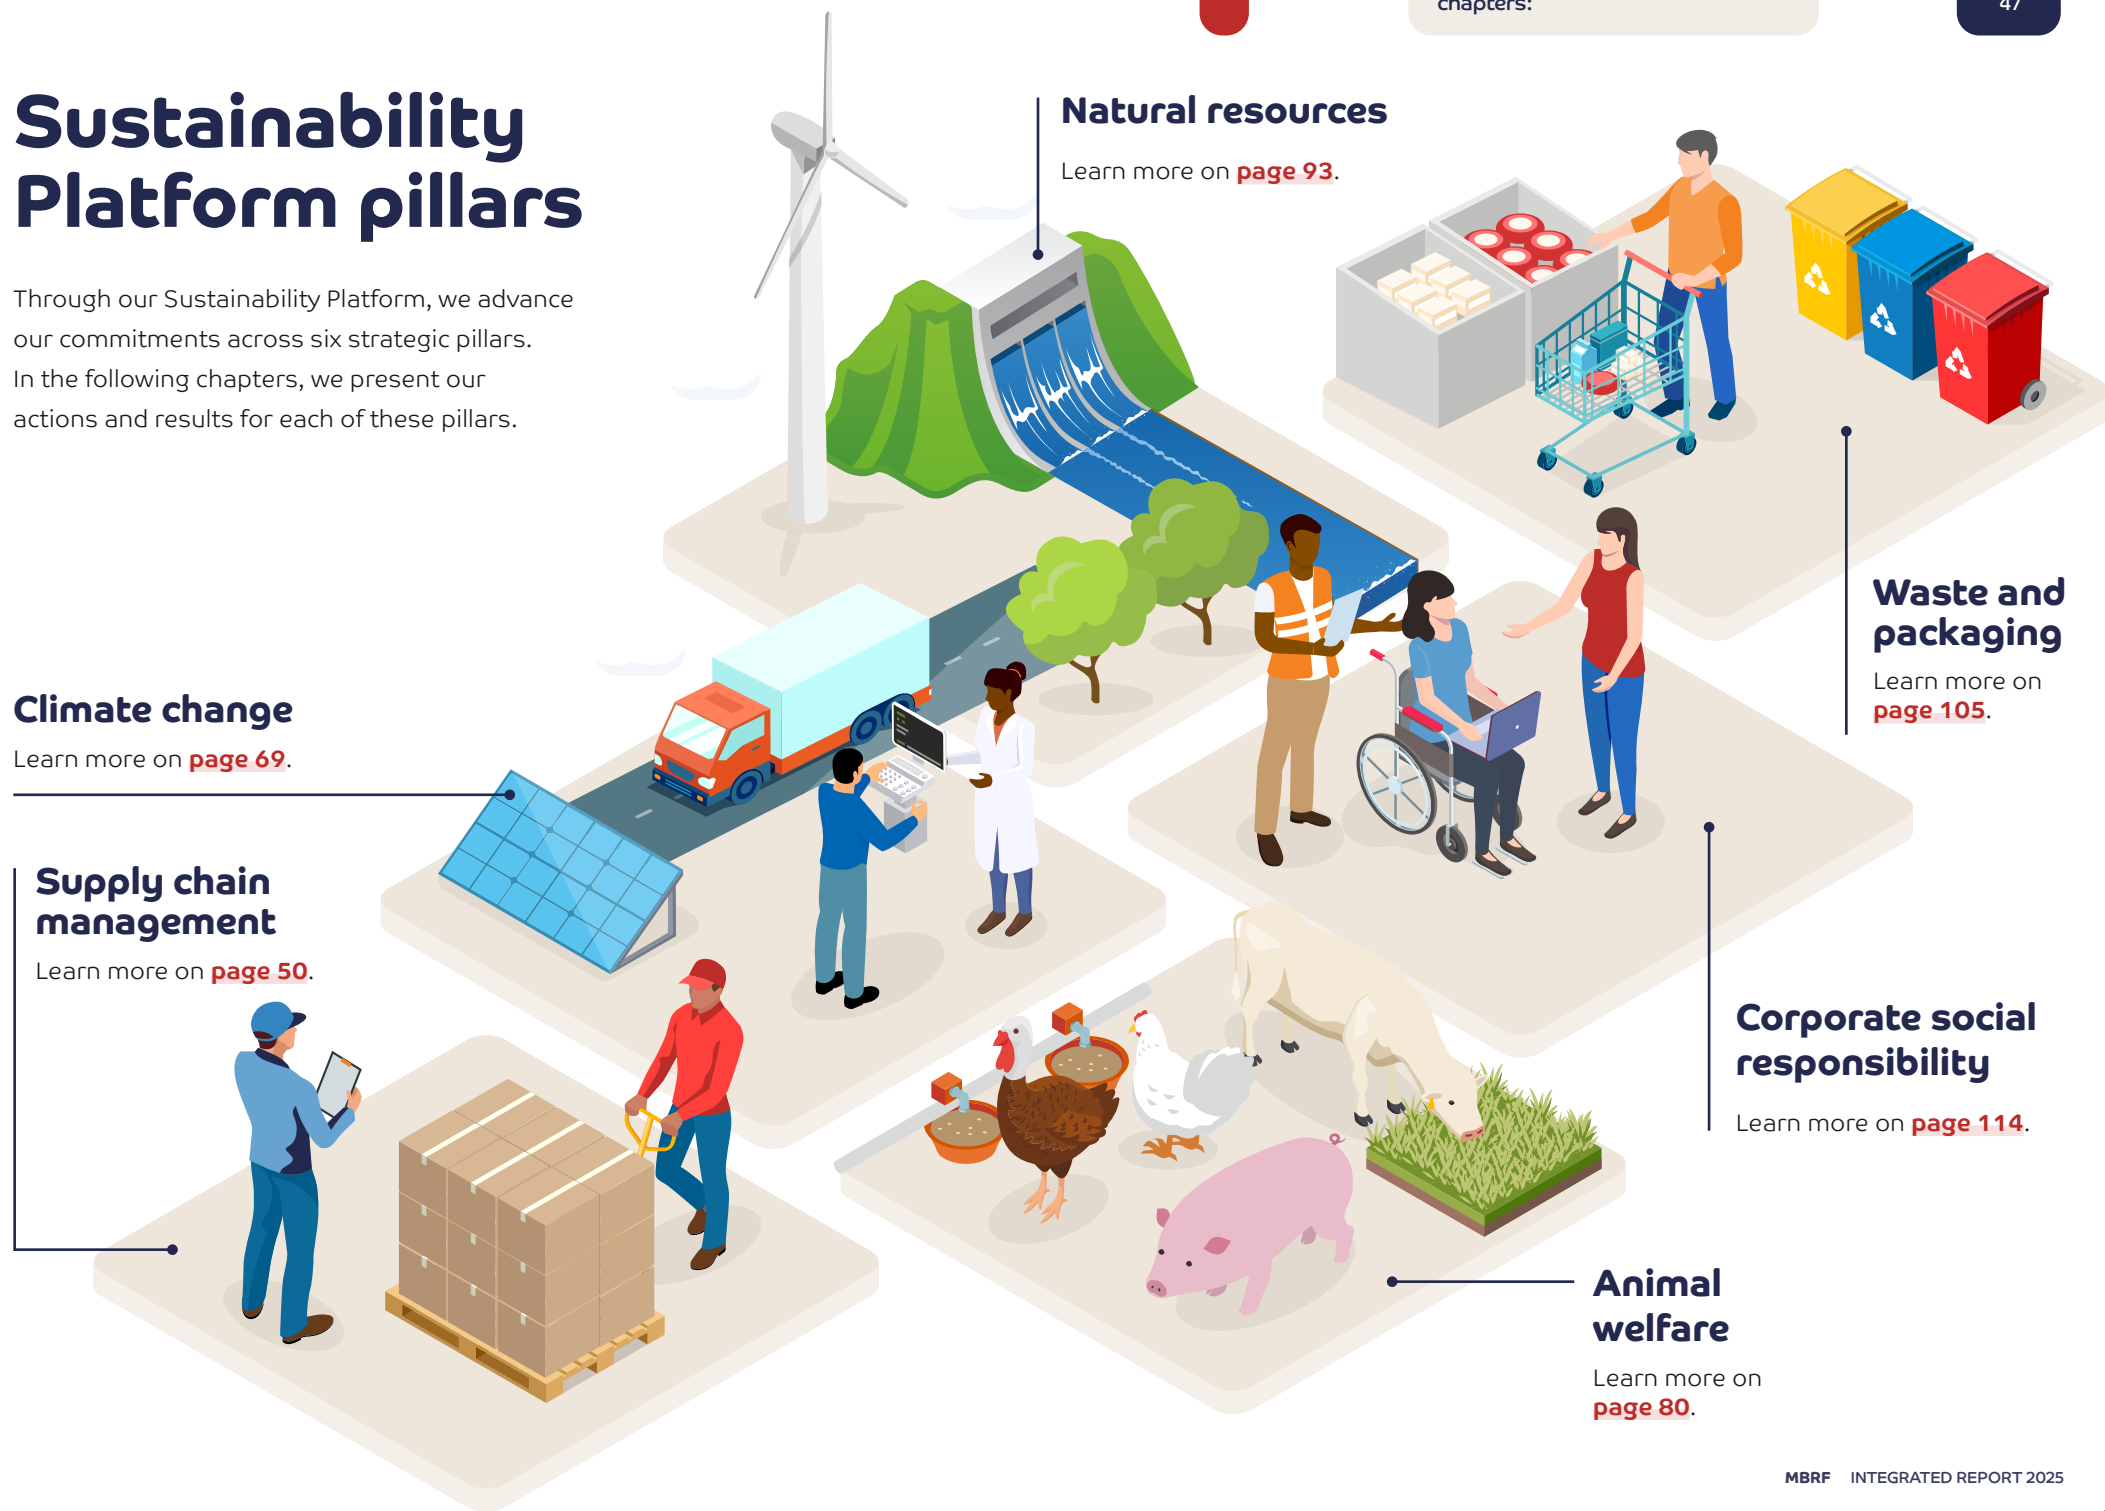 chapters:
47
Sustainability
Platform pillars
Through our Sustainability Platform, we advance
our commitments across six strategic pillars.
In the following chapters, we present our
actions and results for each of these pillars.
Natural resources
Learn more on page 93.
Waste and
packaging
Learn more on
page 105.
Climate change
Learn more on page 69.
Supply chain
management
Learn more on page 50.
Corporate social
responsibility
Learn more on page 114.
Animal
welfare
Learn more on
page 80.
MBRF INTEGRATED REPORT 2025